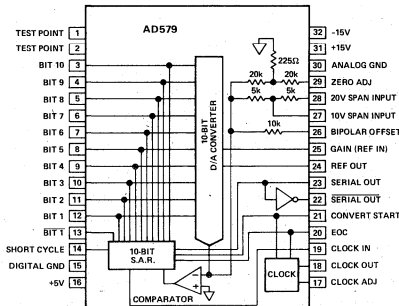 AD579
TEST POINT 1
TEST POINT 2
BIT 10 3
BIT 9 4
BIT 8 5
BIT 7 6
BIT 6 7
BIT 5 8
BIT 4 9
BIT 3 10
BIT 2 11
BIT 1 12
BIT 1 13
SHORT CYCLE 14
DIGITAL GND 15
+5V 16
10-BIT
D/A CONVERTER
10-BIT
S.A.R.
COMPARATOR
CLOCK
225Ω
20k 20k
5k 5k
10k
32 -15V
31 +15V
30 ANALOG GND
29 ZERO ADJ
28 20V SPAN INPUT
27 10V SPAN INPUT
26 BIPOLAR OFFSET
25 GAIN (REF IN)
24 REF OUT
23 SERIAL OUT
22 SERIAL OUT
21 CONVERT START
20 EOC
19 CLOCK IN
18 CLOCK OUT
17 CLOCK ADJ